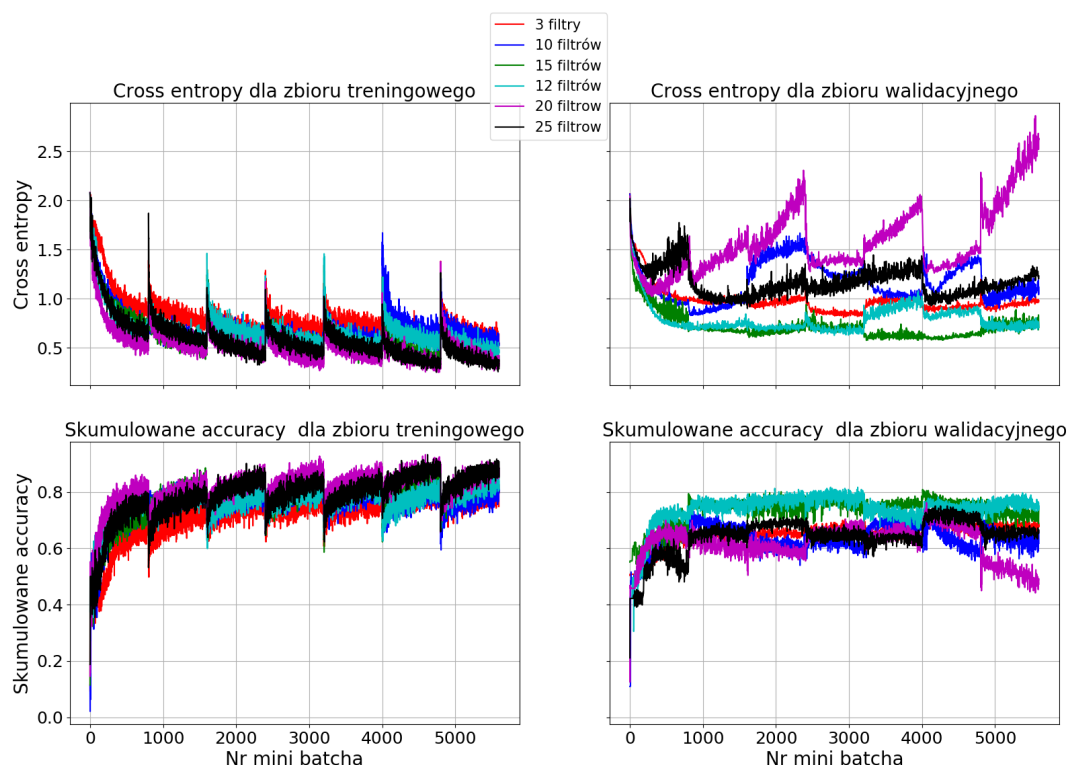 3 filtry
10 filtrów
15 filtrów
12 filtrów
20 filtrow
25 filtrow
Cross entropy dla zbioru treningowego
Cross entropy dla zbioru walidacyjnego
Cross entropy
2.5
2.0
1.5
1.0
0.5
Skumulowane accuracy  dla zbioru treningowego
Skumulowane accuracy  dla zbioru walidacyjnego
Skumulowane accuracy
0.8
0.6
0.4
0.2
0.0
0 1000 2000 3000 4000 5000
0 1000 2000 3000 4000 5000
Nr mini batcha
Nr mini batcha